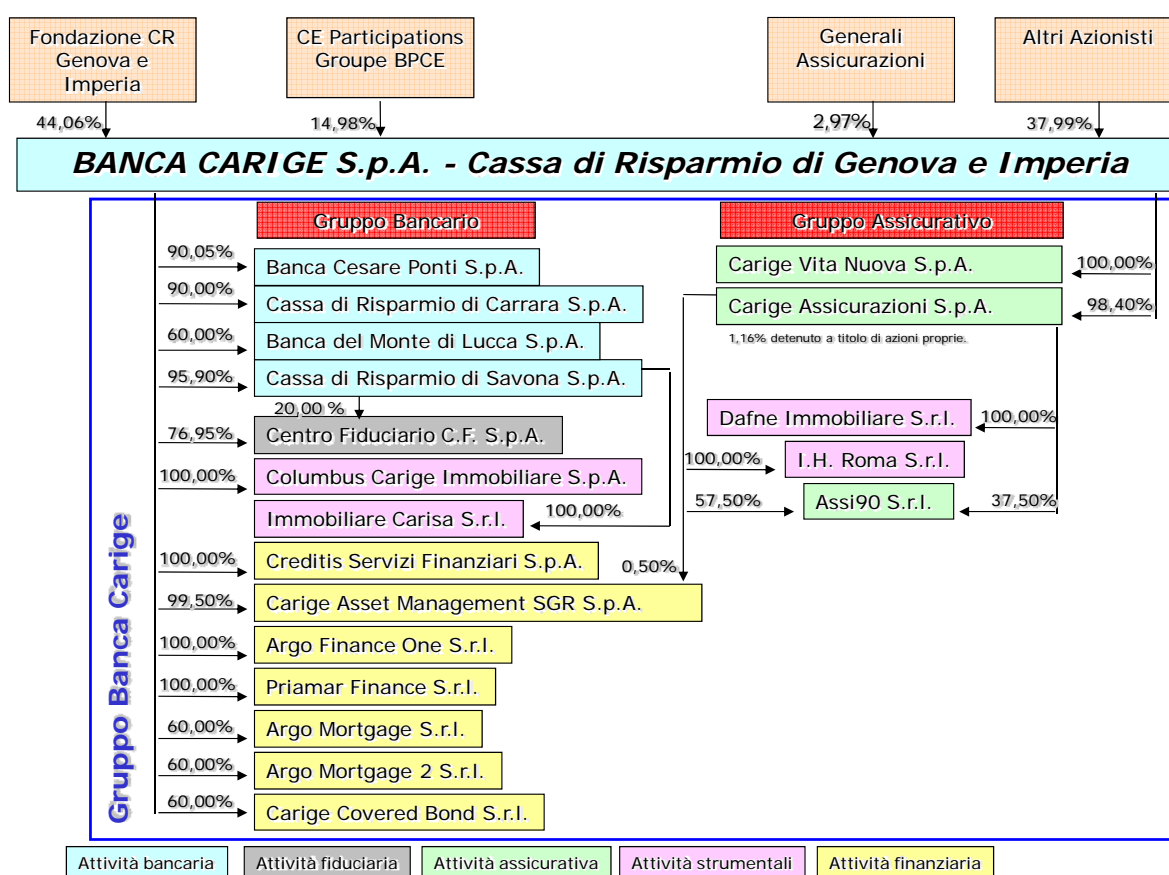 Fondazione CR
Genova e
Imperia
CE Participations
Groupe BPCE
Generali
Assicurazioni
Altri Azionisti
44,06%
14,98%
2,97%
37,99%
BANCA CARIGE S.p.A. - Cassa di Risparmio di Genova e Imperia
Gruppo Banca Carige
Gruppo Bancario
90,05%
Banca Cesare Ponti S.p.A.
90,00%
Cassa di Risparmio di Carrara S.p.A.
60,00%
Banca del Monte di Lucca S.p.A.
95,90%
Cassa di Risparmio di Savona S.p.A.
20,00 %
76,95%
Centro Fiduciario C.F. S.p.A.
100,00%
Columbus Carige Immobiliare S.p.A.
Immobiliare Carisa S.r.l.
100,00%
100,00%
Creditis Servizi Finanziari S.p.A.
0,50%
99,50%
Carige Asset Management SGR S.p.A.
100,00%
Argo Finance One S.r.l.
100,00%
Priamar Finance S.r.l.
60,00%
Argo Mortgage S.r.l.
60,00%
Argo Mortgage 2 S.r.l.
60,00%
Carige Covered Bond S.r.l.
Gruppo Assicurativo
Carige Vita Nuova S.p.A.
100,00%
Carige Assicurazioni S.p.A.
98,40%
1,16% detenuto a titolo di azioni proprie.
Dafne Immobiliare S.r.l.
100,00%
100,00%
I.H. Roma S.r.l.
57,50%
Assi90 S.r.l.
37,50%
Attività bancaria
Attività fiduciaria
Attività assicurativa
Attività strumentali
Attività finanziaria